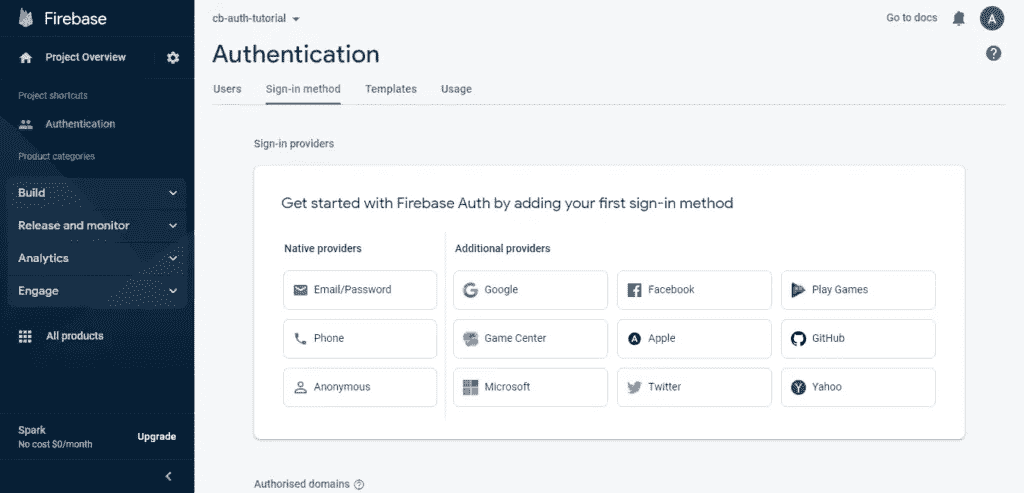 Firebase
Project Overview
Project shortcuts
Authentication
Product categories
Build
Release and monitor
Analytics
Engage
All products
Spark
No cost $0/month
Upgrade
cb-auth-tutorial
Go to docs
A
Authentication
Users Sign-in method Templates Usage
Sign-in providers
Get started with Firebase Auth by adding your first sign-in method
Native providers
Additional providers
Email/Password
Google
Facebook
Play Games
Phone
Game Center
Apple
GitHub
Anonymous
Microsoft
Twitter
Yahoo
Authorised domains